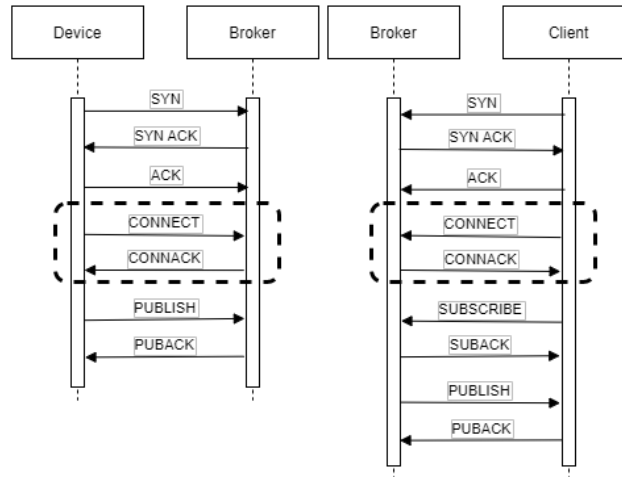 Device
Broker
SYN
SYN ACK
ACK
CONNECT
CONNACK
PUBLISH
PUBACK
Broker
Client
SYN
SYN ACK
ACK
CONNECT
CONNACK
SUBSCRIBE
SUBACK
PUBLISH
PUBACK